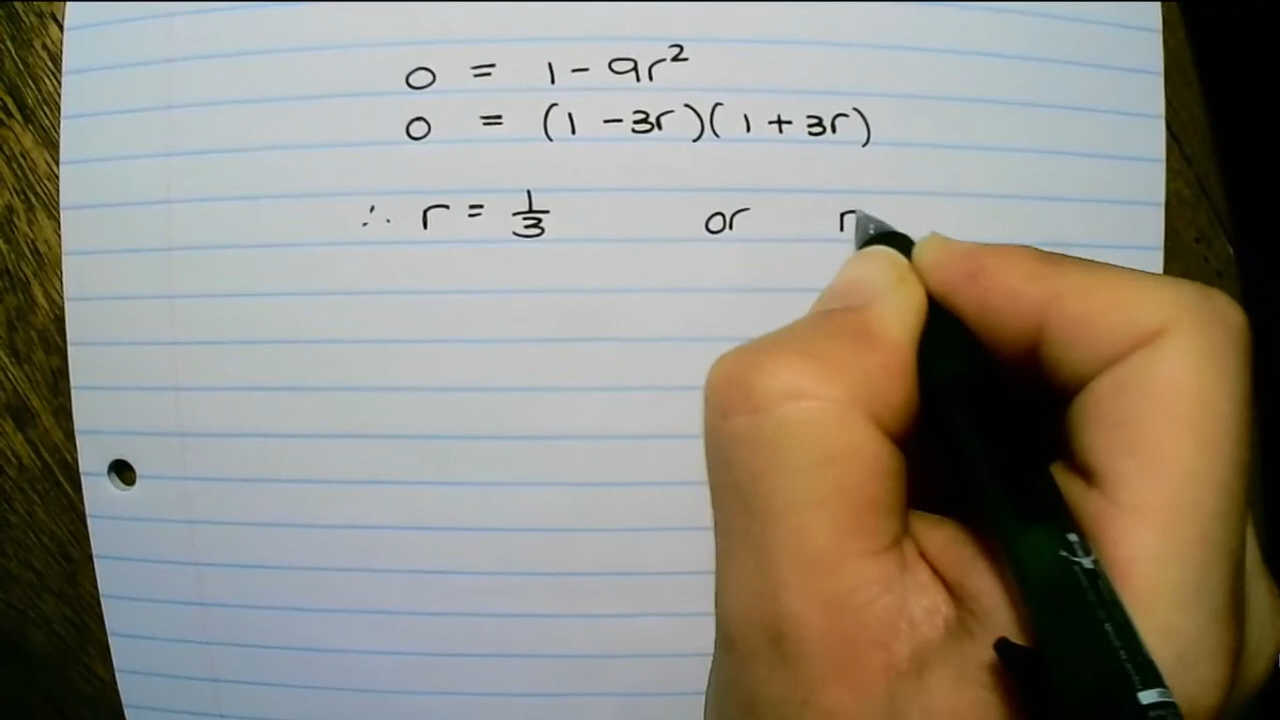 0 = 1 - 9r²
0 = (1 - 3r)(1 + 3r)
∴ r = 1/3 or r